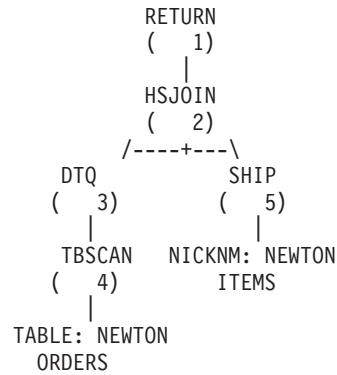 RETURN
( 1)
|
HSJOIN
( 2)
/----+---\
DTQ SHIP
( 3) ( 5)
| |
TBSCAN NICKNM: NEWTON
( 4) ITEMS
|
TABLE: NEWTON
ORDERS